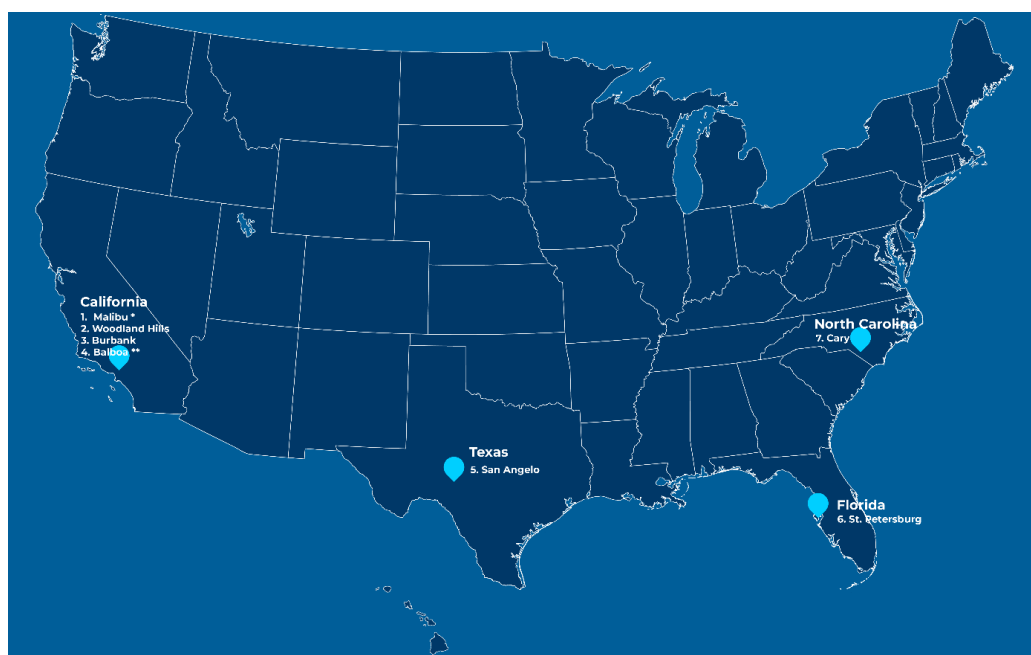 California
1. Malibu *
2. Woodland Hills
3. Burbank
4. Balboa **
North Carolina
7. Cary
Texas
5. San Angelo
Florida
6. St. Petersburg